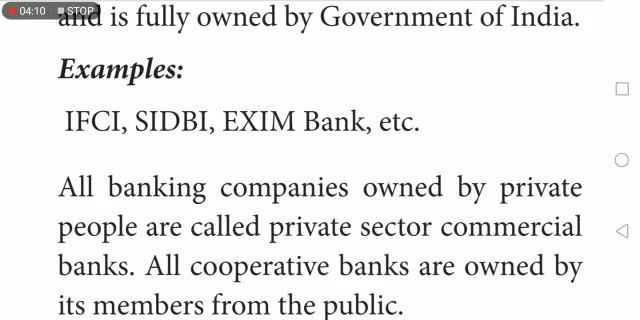 04:10 STOP
and is fully owned by Government of India.
Examples:
IFCI, SIDBI, EXIM Bank, etc.
All banking companies owned by private
people are called private sector commercial
banks. All cooperative banks are owned by
its members from the public.